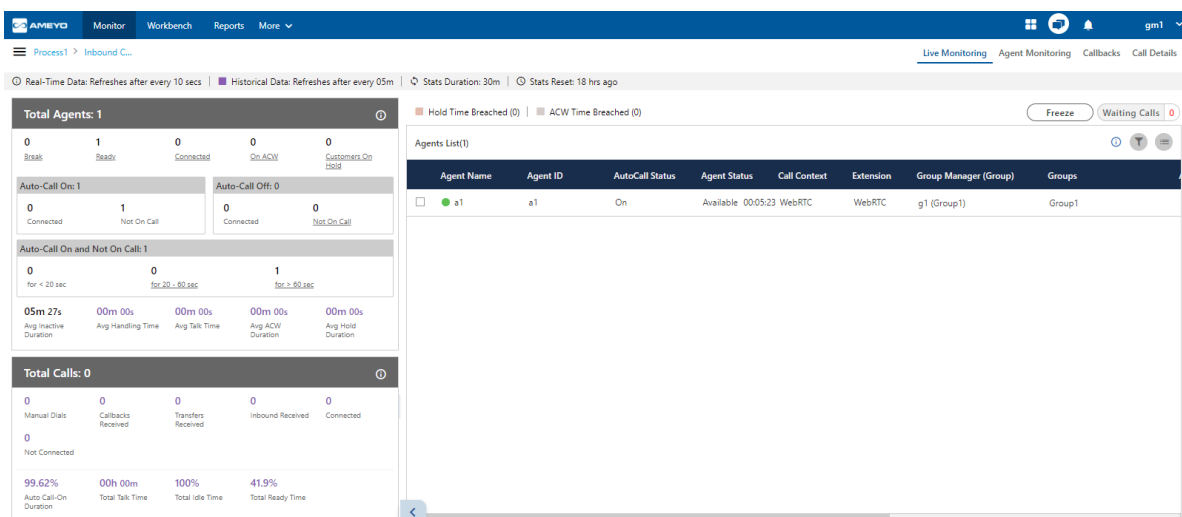 AMEYO Monitor Workbench Reports More gm1
Process1 > Inbound C... Live Monitoring Agent Monitoring Callbacks Call Details
Real-Time Data: Refreshes after every 10 secs | Historical Data: Refreshes after every 05m | Stats Duration: 30m | Stats Reset: 18 hrs ago
Total Agents: 1
0 1 0 0 0
Break Ready Connected On ACW Customers On
Hold
Auto-Call On: 1 Auto-Call Off: 0
0 1 0 0
Connected Not On Call Connected Not On Call
Auto-Call On and Not On Call: 1
0 0 1
for < 20 sec for 20 - 60 sec for > 60 sec
05m 27s 00m 00s 00m 00s 00m 00s 00m 00s
Avg Inactive Avg Handling Time Avg Talk Time Avg ACW Avg Hold
Duration Duration Duration
Total Calls: 0
0 0 0 0 0
Manual Dials Callbacks Transfers Inbound Received Connected
Received Received
0
Not Connected
99.62% 00h 00m 100% 41.9%
Auto Call-On Total Talk Time Total Idle Time Total Ready Time
Duration
Hold Time Breached (0) | ACW Time Breached (0) Freeze Waiting Calls 0
Agents List(1)
Agent Name Agent ID AutoCall Status Agent Status Call Context Extension Group Manager (Group) Groups
a1 a1 On Available 00:05:23 WebRTC WebRTC g1 (Group1) Group1